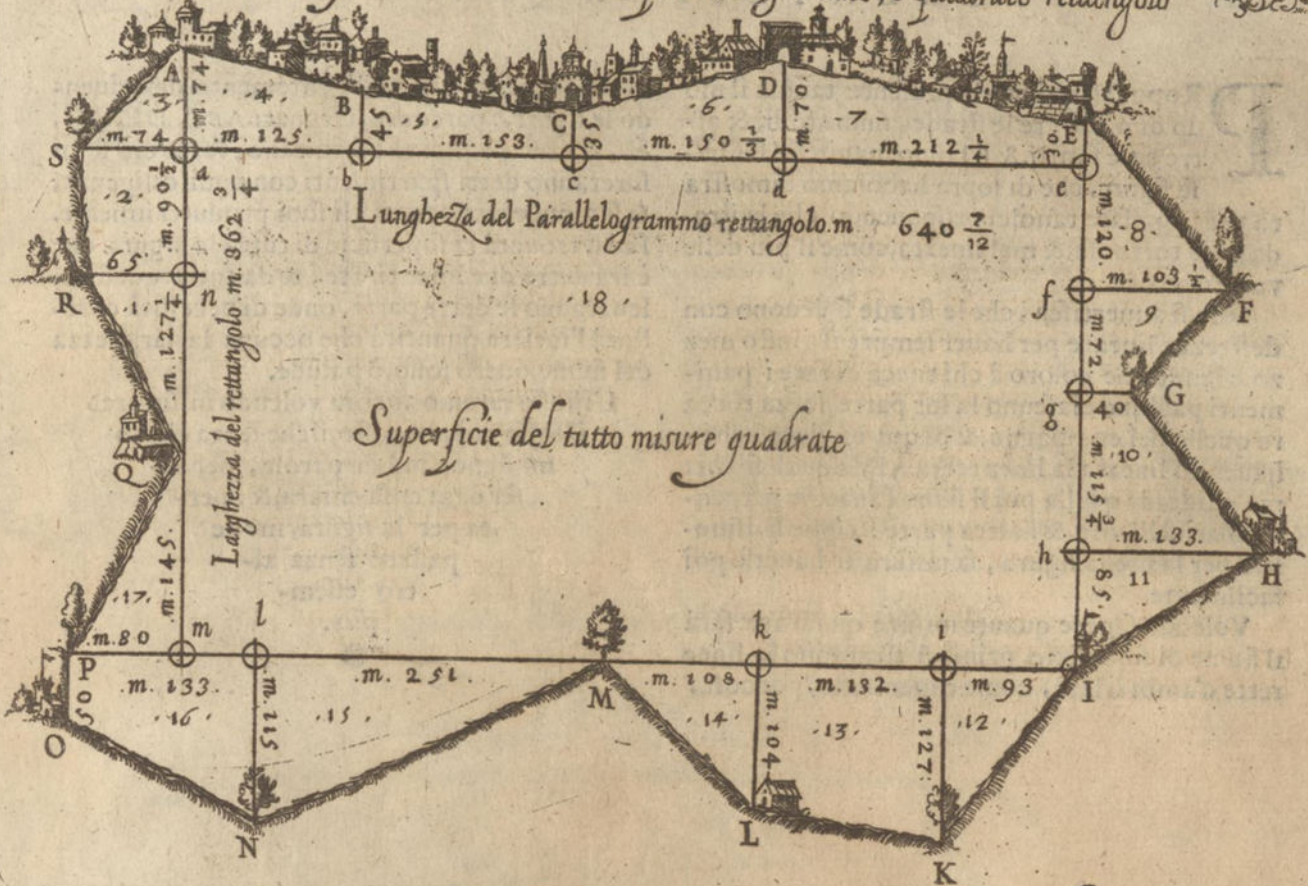 quadrato rettangolo
A B C D E
.3. m.74 .4. 45 .5. 35 .6. m.70. 7 30
S m.74 m.125. m.153. m.150 1/3 m.212 1/4
a b c d e
.2. m.90 1/2
Lunghezza del Parallelogrammo rettangolo.m 640 7/12
m.120 .8.
R 65 n f m.103 1/2 F
.1. m.127 1/4 .18. m.72 9
Larghezza del rettangolo m.362 3/4
g 40 G
Superficie del tutto misure quadrate
.10. m.115 3/4
Q
h m.133. H
m.145. 85. 11
.17.
m.80 m l k i
P .m.133. .m.251. M m.108. m.132. m.93 I
50 .16. m.115 .15. .14. m.104 .13. m.127. .12.
O
N L K